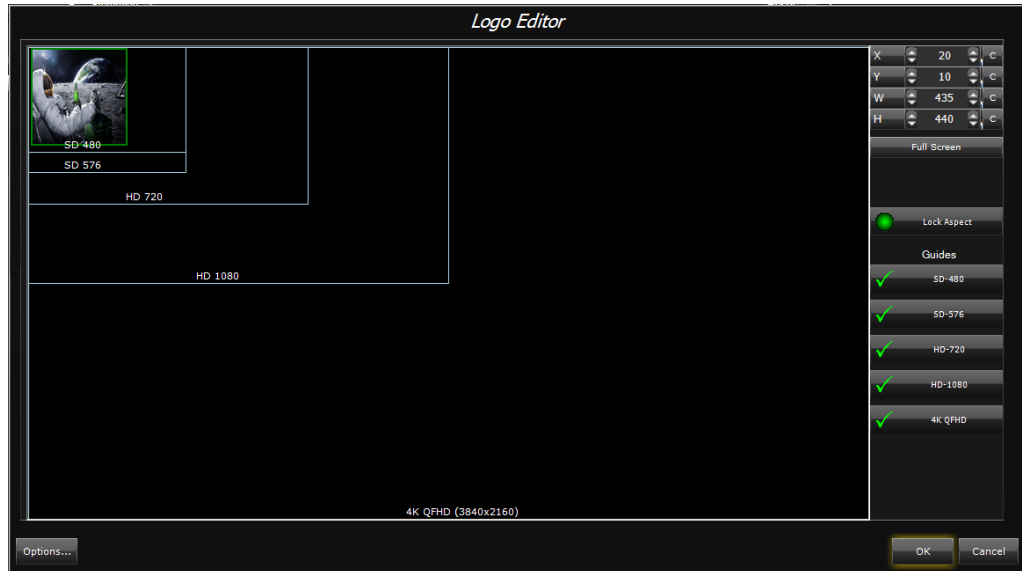 Logo Editor
X 20 C
Y 10 C
W 435 C
H 440 C
Full Screen
Lock Aspect
Guides
SD-480
SD-576
HD-720
HD-1080
4K QFHD
SD 480
SD 576
HD 720
HD 1080
4K QFHD (3840x2160)
Options...
OK
Cancel